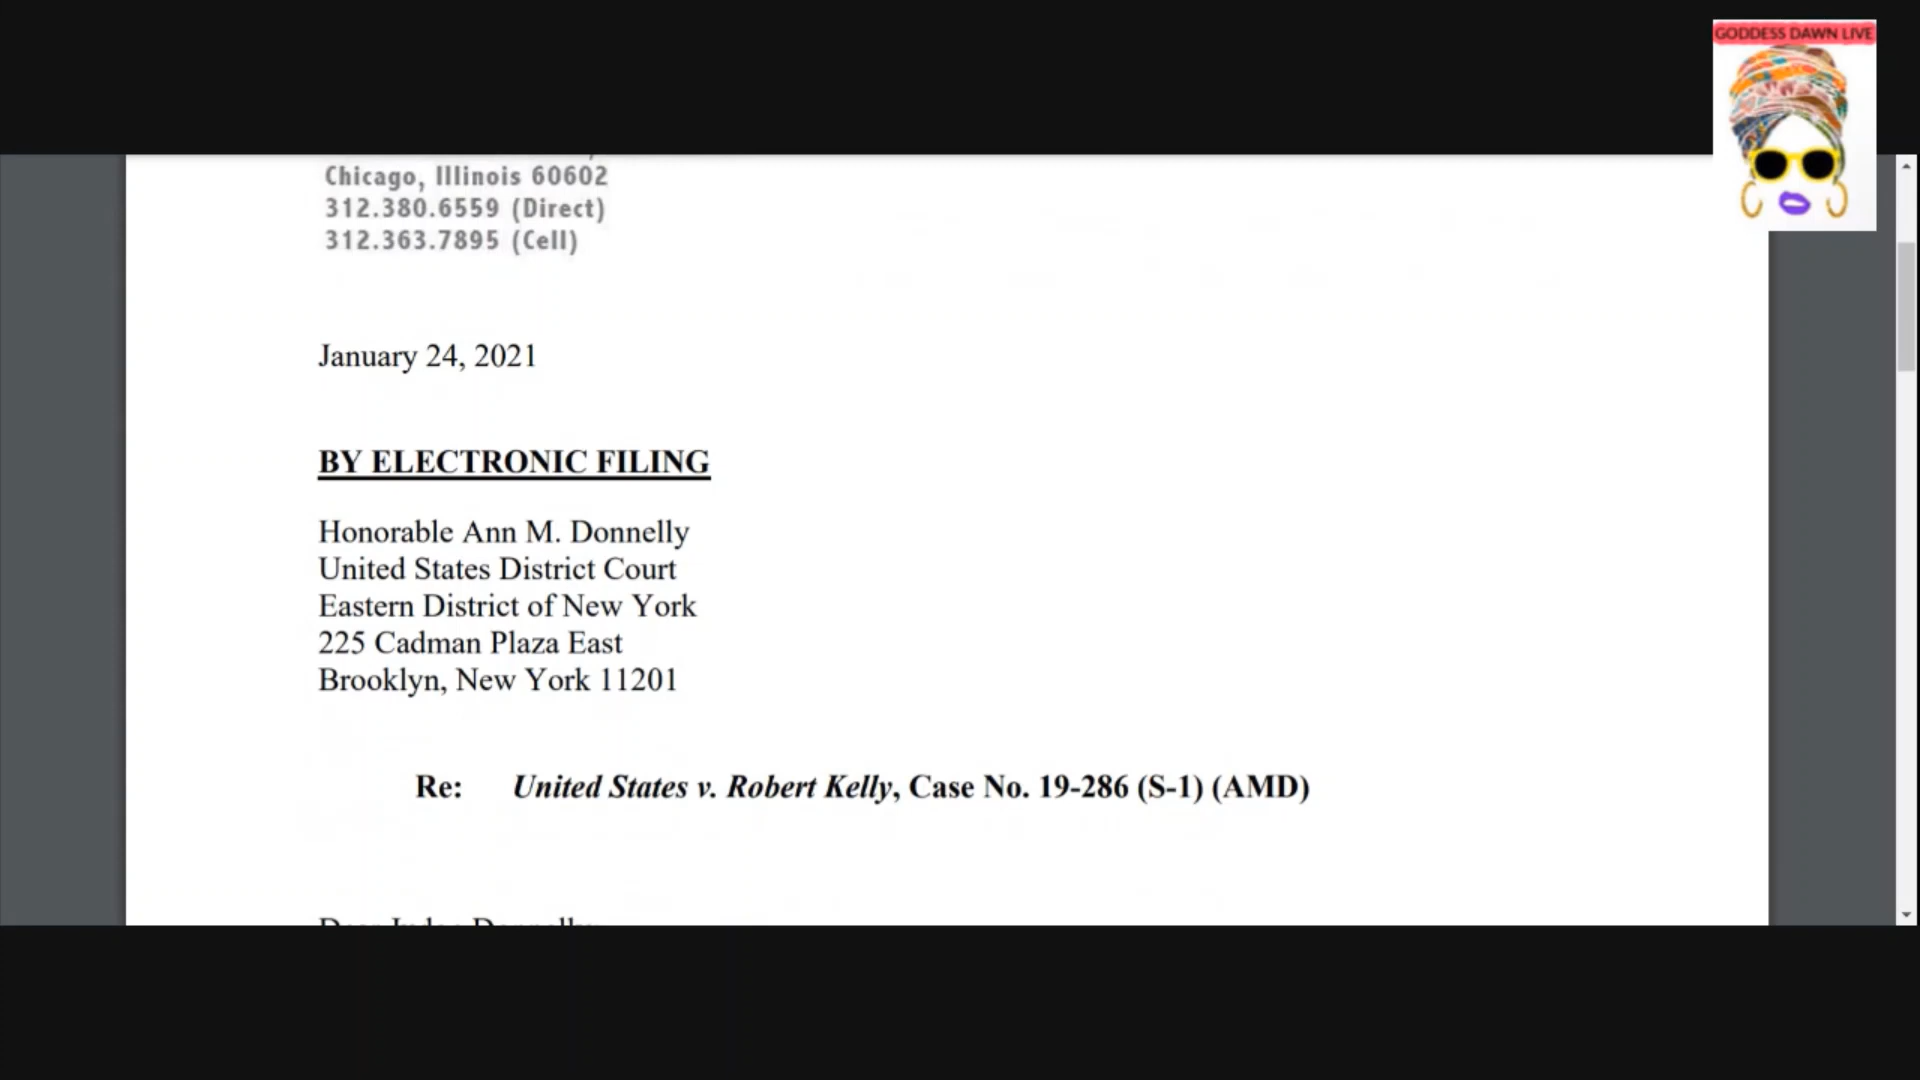 GODDESS DAWN LIVE
Chicago, Illinois 60602
312.380.6559 (Direct)
312.363.7895 (Cell)
January 24, 2021
BY ELECTRONIC FILING
Honorable Ann M. Donnelly
United States District Court
Eastern District of New York
225 Cadman Plaza East
Brooklyn, New York 11201
Re: United States v. Robert Kelly, Case No. 19-286 (S-1) (AMD)